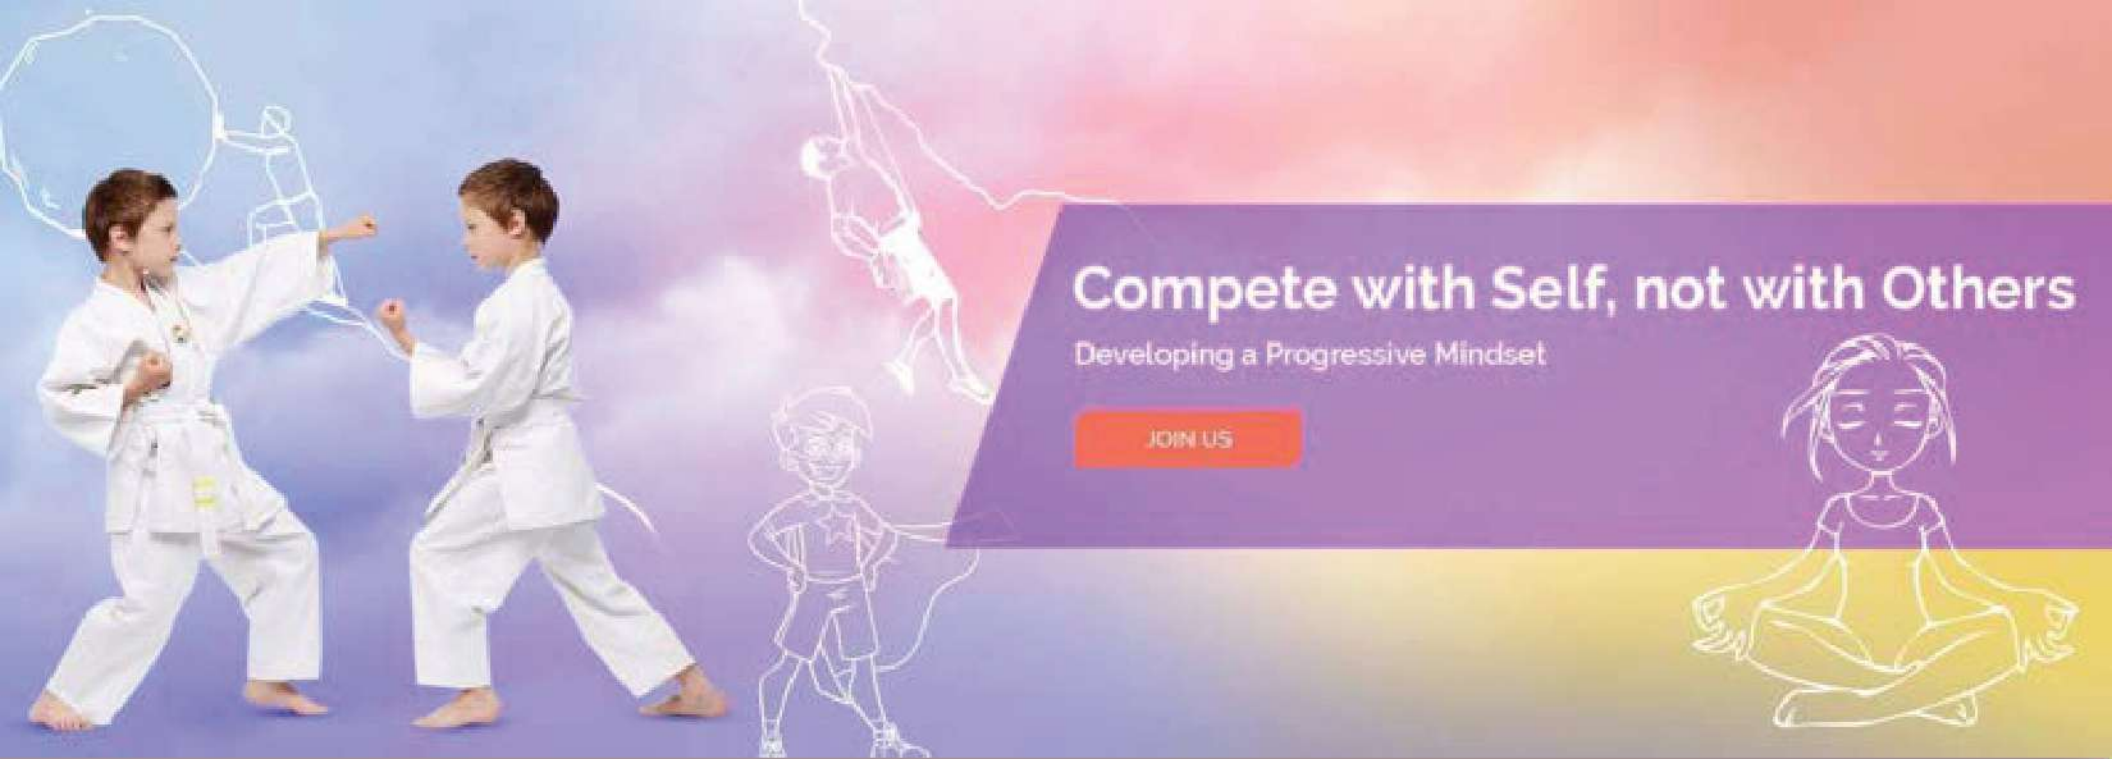 Compete with Self, not with Others
Developing a Progressive Mindset
JOIN US